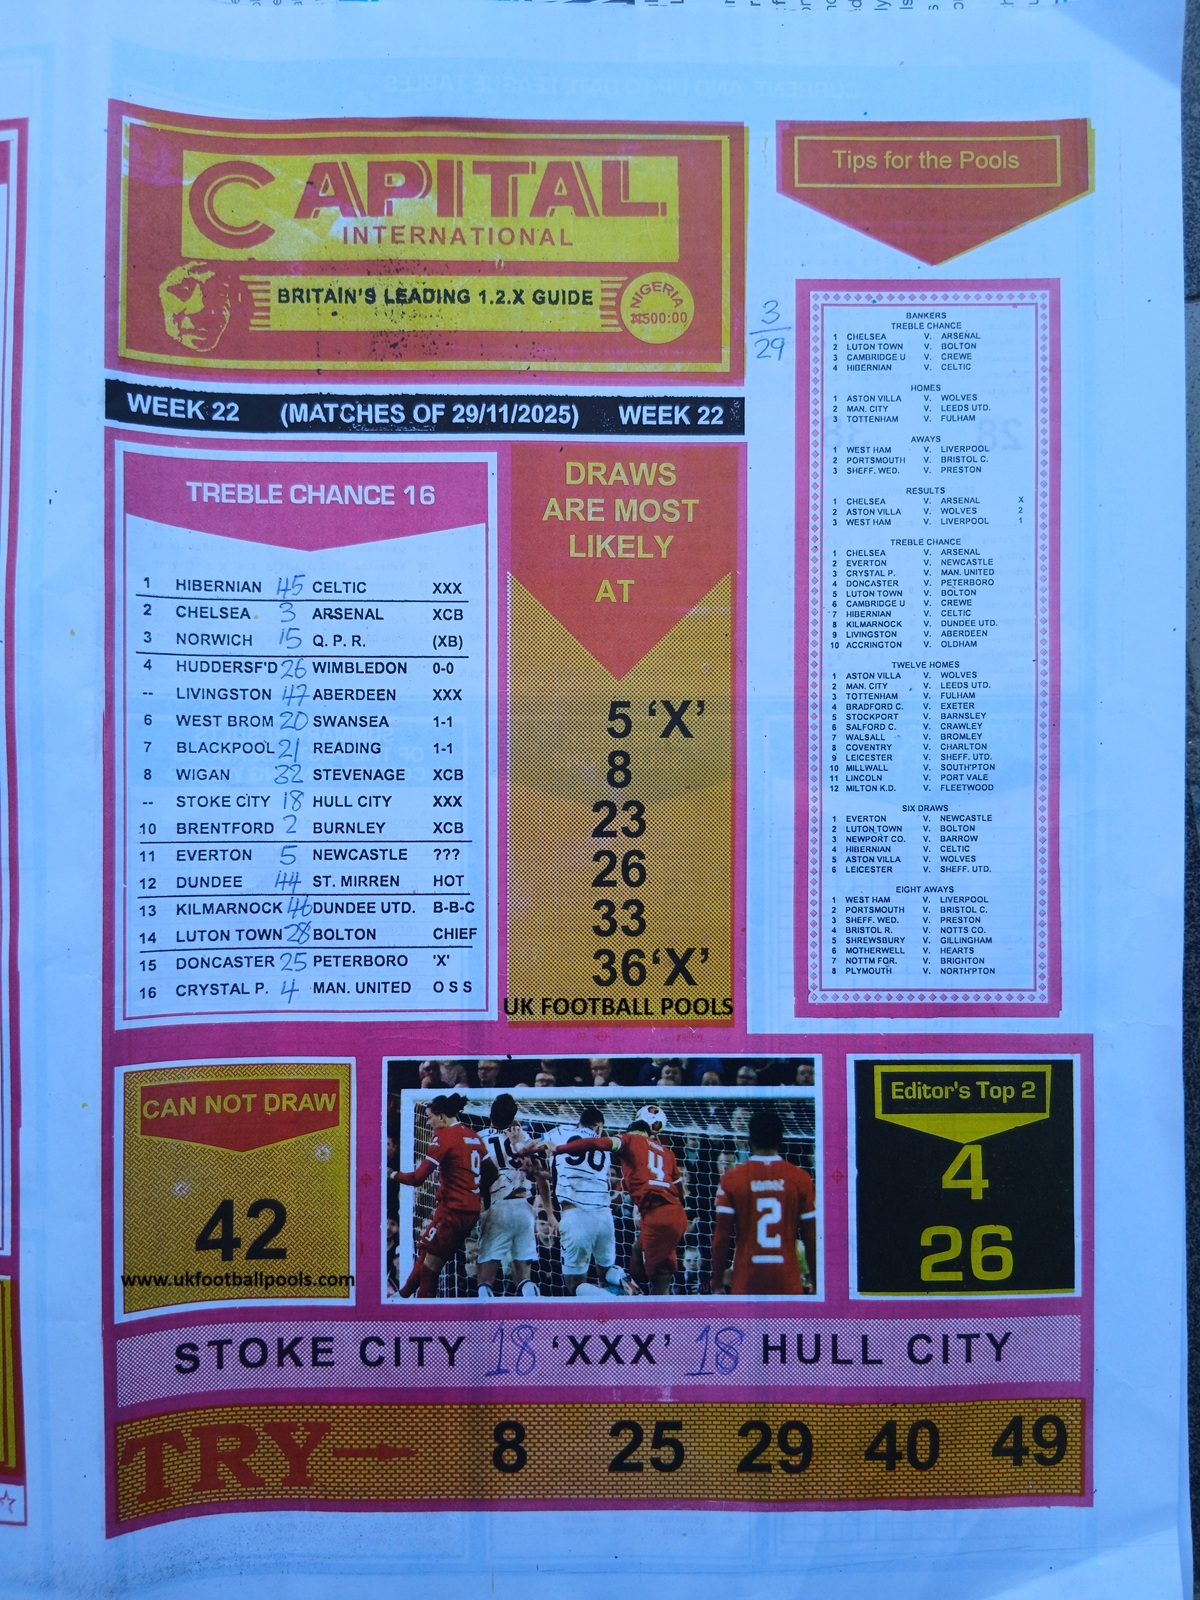 CAPITAL
INTERNATIONAL
BRITAIN'S LEADING 1.2.X GUIDE
NIGERIA
₦500:00
3
29
WEEK 22 (MATCHES OF 29/11/2025) WEEK 22
TREBLE CHANCE 16
1 HIBERNIAN 45 CELTIC XXX
2 CHELSEA 3 ARSENAL XCB
3 NORWICH 15 Q. P. R. (XB)
4 HUDDERSF'D 26 WIMBLEDON 0-0
-- LIVINGSTON 47 ABERDEEN XXX
6 WEST BROM 20 SWANSEA 1-1
7 BLACKPOOL 21 READING 1-1
8 WIGAN 32 STEVENAGE XCB
-- STOKE CITY 18 HULL CITY XXX
10 BRENTFORD 2 BURNLEY XCB
11 EVERTON 5 NEWCASTLE ???
12 DUNDEE 44 ST. MIRREN HOT
13 KILMARNOCK 46 DUNDEE UTD. B-B-C
14 LUTON TOWN 28 BOLTON CHIEF
15 DONCASTER 25 PETERBORO 'X'
16 CRYSTAL P. 4 MAN. UNITED O S S
DRAWS
ARE MOST
LIKELY
AT
5 'X'
8
23
26
33
36 'X'
UK FOOTBALL POOLS
Tips for the Pools
BANKERS
TREBLE CHANCE
1 CHELSEA V. ARSENAL
2 LUTON TOWN V. BOLTON
3 CAMBRIDGE U V. CREWE
4 HIBERNIAN V. CELTIC
HOMES
1 ASTON VILLA V. WOLVES
2 MAN. CITY V. LEEDS UTD.
3 TOTTENHAM V. FULHAM
AWAYS
1 WEST HAM V. LIVERPOOL
2 PORTSMOUTH V. BRISTOL C.
3 SHEFF. WED. V. PRESTON
RESULTS
1 CHELSEA V. ARSENAL X
2 ASTON VILLA V. WOLVES 2
3 WEST HAM V. LIVERPOOL 1
TREBLE CHANCE
1 CHELSEA V. ARSENAL
2 EVERTON V. NEWCASTLE
3 CRYSTAL P. V. MAN. UNITED
4 DONCASTER V. PETERBORO
5 LUTON TOWN V. BOLTON
6 CAMBRIDGE U V. CREWE
7 HIBERNIAN V. CELTIC
8 KILMARNOCK V. DUNDEE UTD.
9 LIVINGSTON V. ABERDEEN
10 ACCRINGTON V. OLDHAM
TWELVE HOMES
1 ASTON VILLA V. WOLVES
2 MAN. CITY V. LEEDS UTD.
3 TOTTENHAM V. FULHAM
4 BRADFORD C. V. EXETER
5 STOCKPORT V. BARNSLEY
6 SALFORD C. V. CRAWLEY
7 WALSALL V. BROMLEY
8 COVENTRY V. CHARLTON
9 LEICESTER V. SHEFF. UTD.
10 MILLWALL V. SOUTH'PTON
11 LINCOLN V. PORT VALE
12 MILTON K.D. V. FLEETWOOD
SIX DRAWS
1 EVERTON V. NEWCASTLE
2 LUTON TOWN V. BOLTON
3 NEWPORT CO. V. BARROW
4 HIBERNIAN V. CELTIC
5 ASTON VILLA V. WOLVES
6 LEICESTER V. SHEFF. UTD.
EIGHT AWAYS
1 WEST HAM V. LIVERPOOL
2 PORTSMOUTH V. BRISTOL C.
3 SHEFF. WED. V. PRESTON
4 BRISTOL R. V. NOTTS CO.
5 SHREWSBURY V. GILLINGHAM
6 MOTHERWELL V. HEARTS
7 NOTTM FOR. V. BRIGHTON
8 PLYMOUTH V. NORTH'PTON
CAN NOT DRAW
42
www.ukfootballpools.com
9
4
GOMEZ
2
Editor's Top 2
4
26
STOKE CITY 18 'XXX' 18 HULL CITY
TRY 8 25 29 40 49